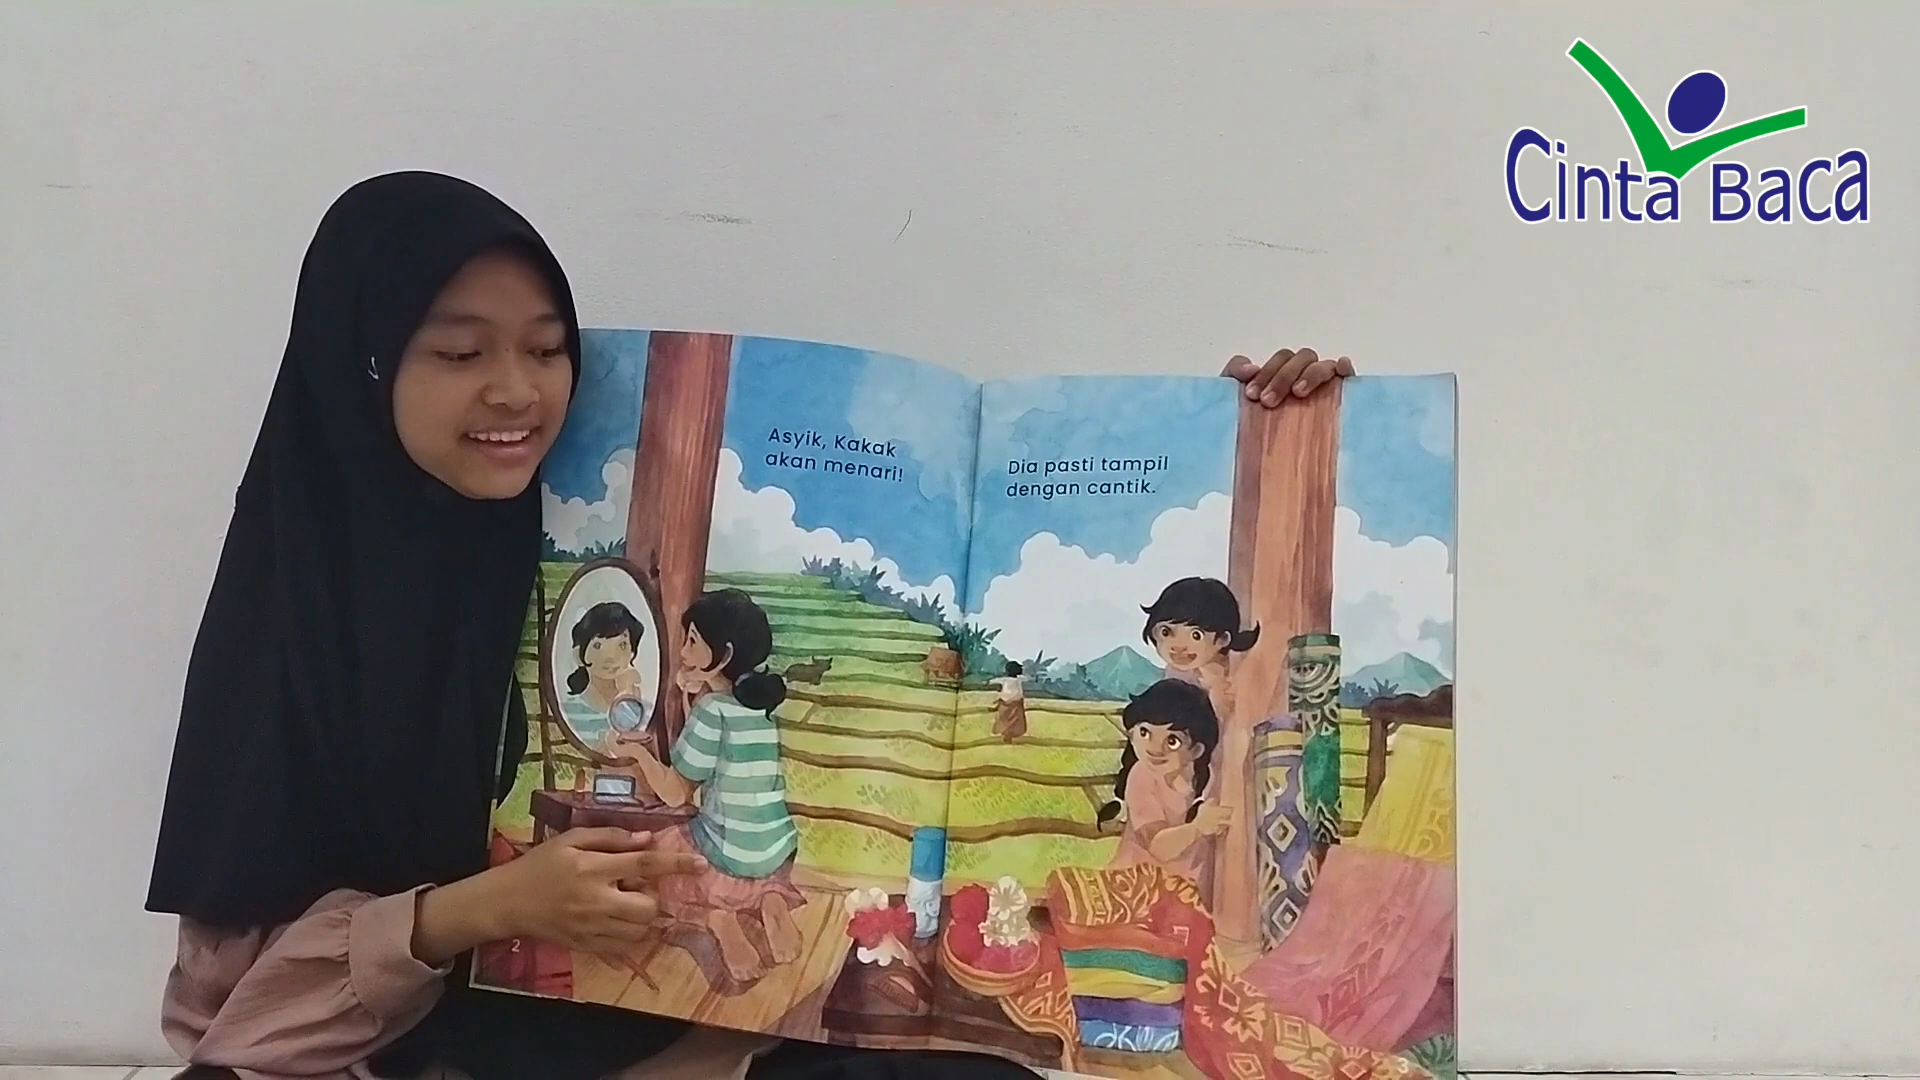 Cinta Baca
Asyik, Kakak
akan menari!
Dia pasti tampil
dengan cantik.
2
3